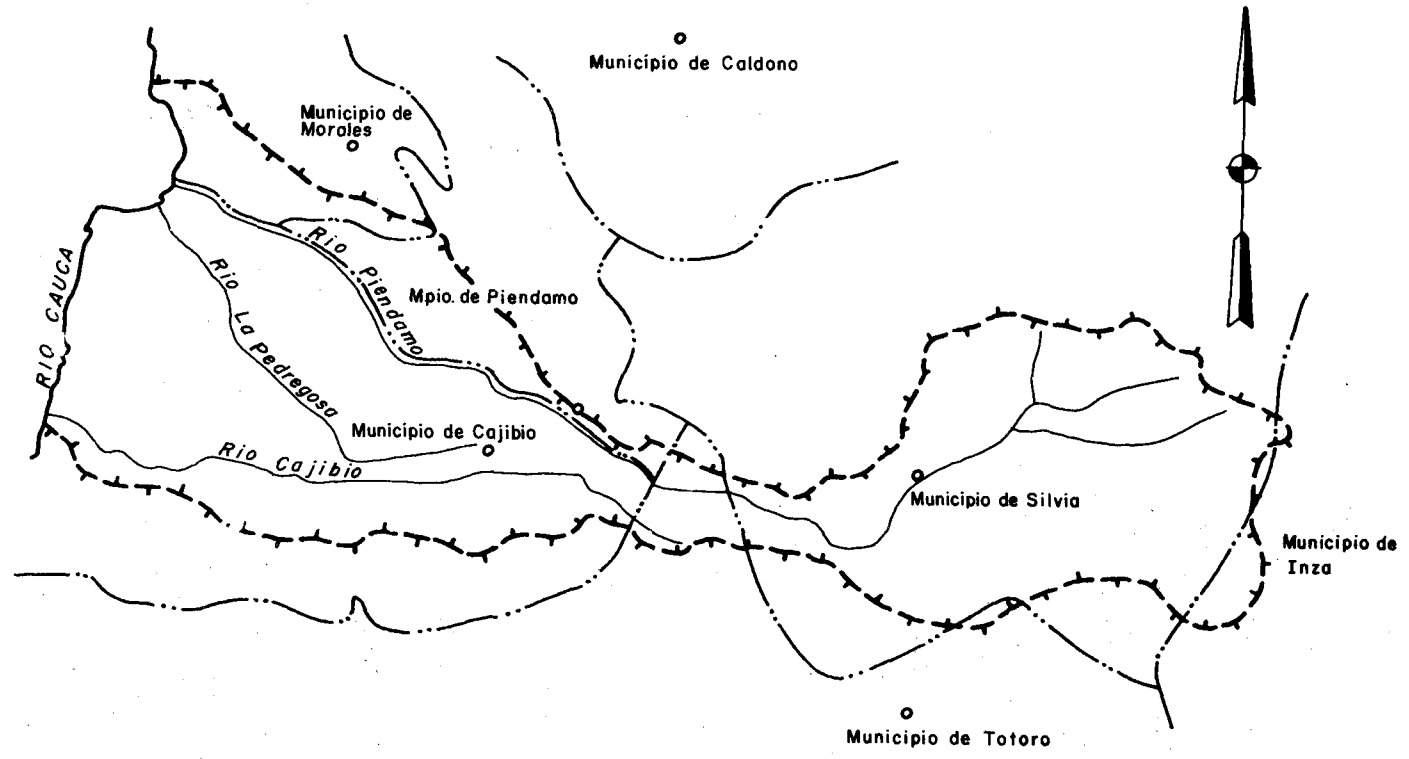 Municipio de Caldono
Municipio de
Morales
Rio Piendamo
RIO CAUCA
Rio La Pedregosa
Mpio. de Piendamo
Municipio de Cajibio
Rio Cajibio
Municipio de Silvia
Municipio de
Inza
Municipio de Totoro